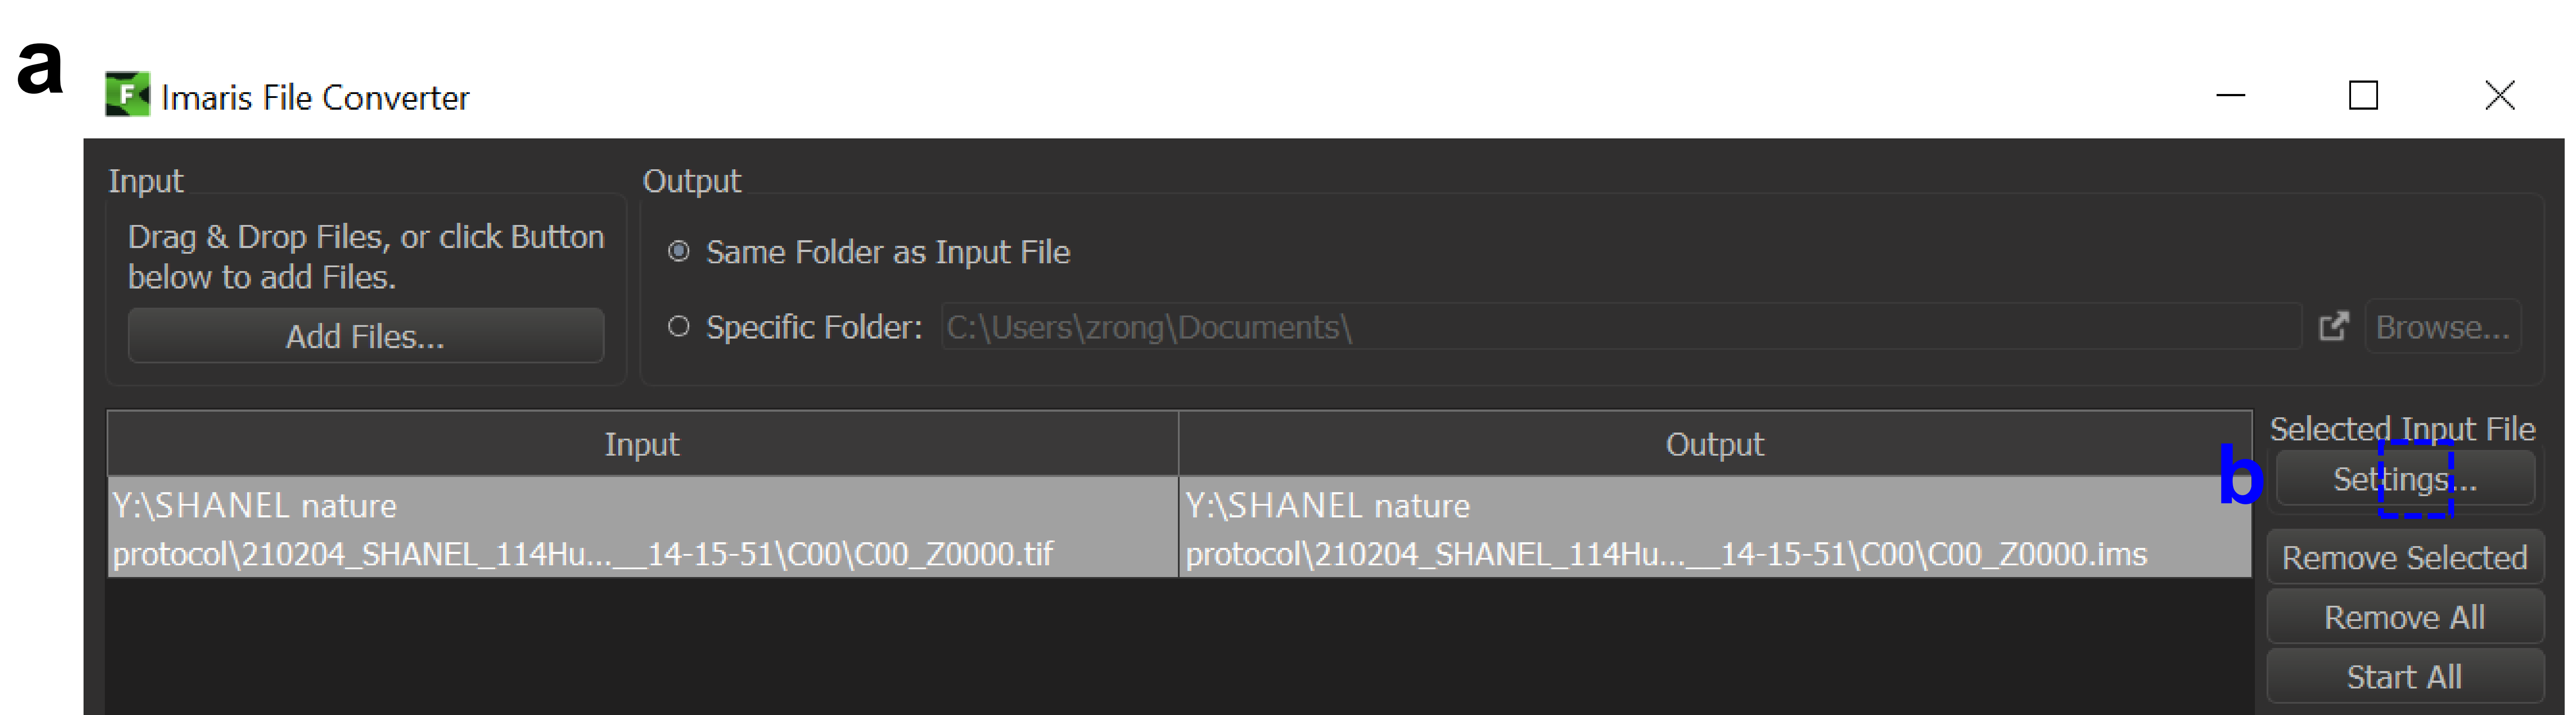 a
F Imaris File Converter
Input
Output
Drag & Drop Files, or click Button
below to add Files.
Add Files...
Same Folder as Input File
Specific Folder: C:\Users\zrong\Documents\ Browse...
Input
Output
Y:\SHANEL nature
protocol\210204_SHANEL_114Hu...__14-15-51\C00\C00_Z0000.tif
Y:\SHANEL nature
protocol\210204_SHANEL_114Hu...__14-15-51\C00\C00_Z0000.ims
Selected Input File
b
Settings...
Remove Selected
Remove All
Start All